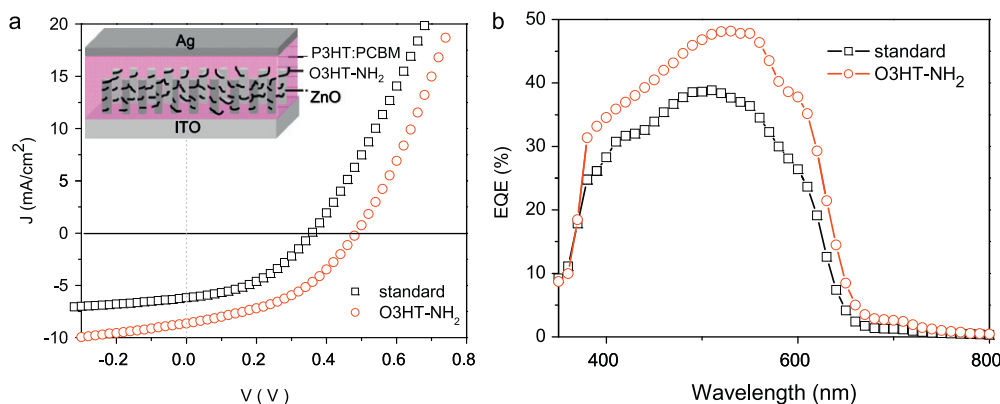 a
20
15
10
5
0
-5
-10
J (mA/cm²)
-0.2
0.0
0.2
0.4
0.6
0.8
V ( V )
Ag
P3HT:PCBM
O3HT-NH₂
ZnO
ITO
standard
O3HT-NH₂
b
50
40
30
20
10
0
EQE (%)
400
600
800
Wavelength (nm)
standard
O3HT-NH₂